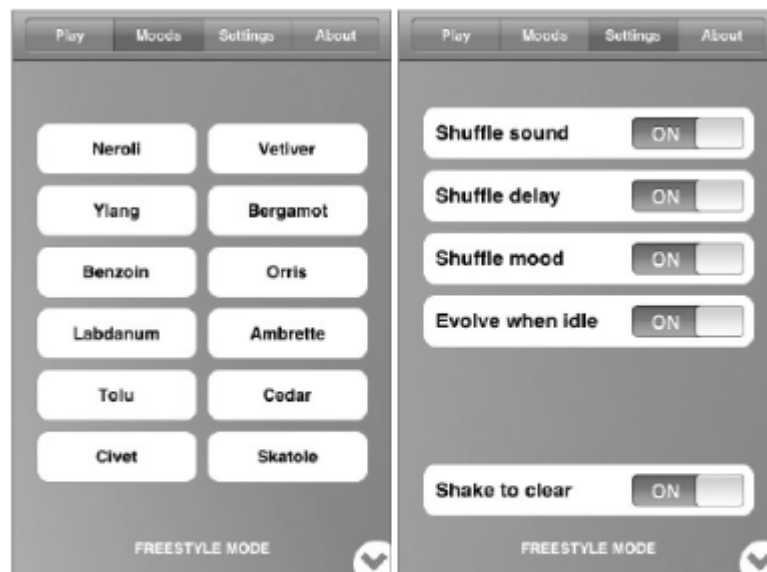 Play Moods Settings About
Neroli Vetiver
Ylang Bergamot
Benzoin Orris
Labdanum Ambrette
Tolu Cedar
Civet Skatole
FREESTYLE MODE
Play Moods Settings About
Shuffle sound ON
Shuffle delay ON
Shuffle mood ON
Evolve when idle ON
Shake to clear ON
FREESTYLE MODE